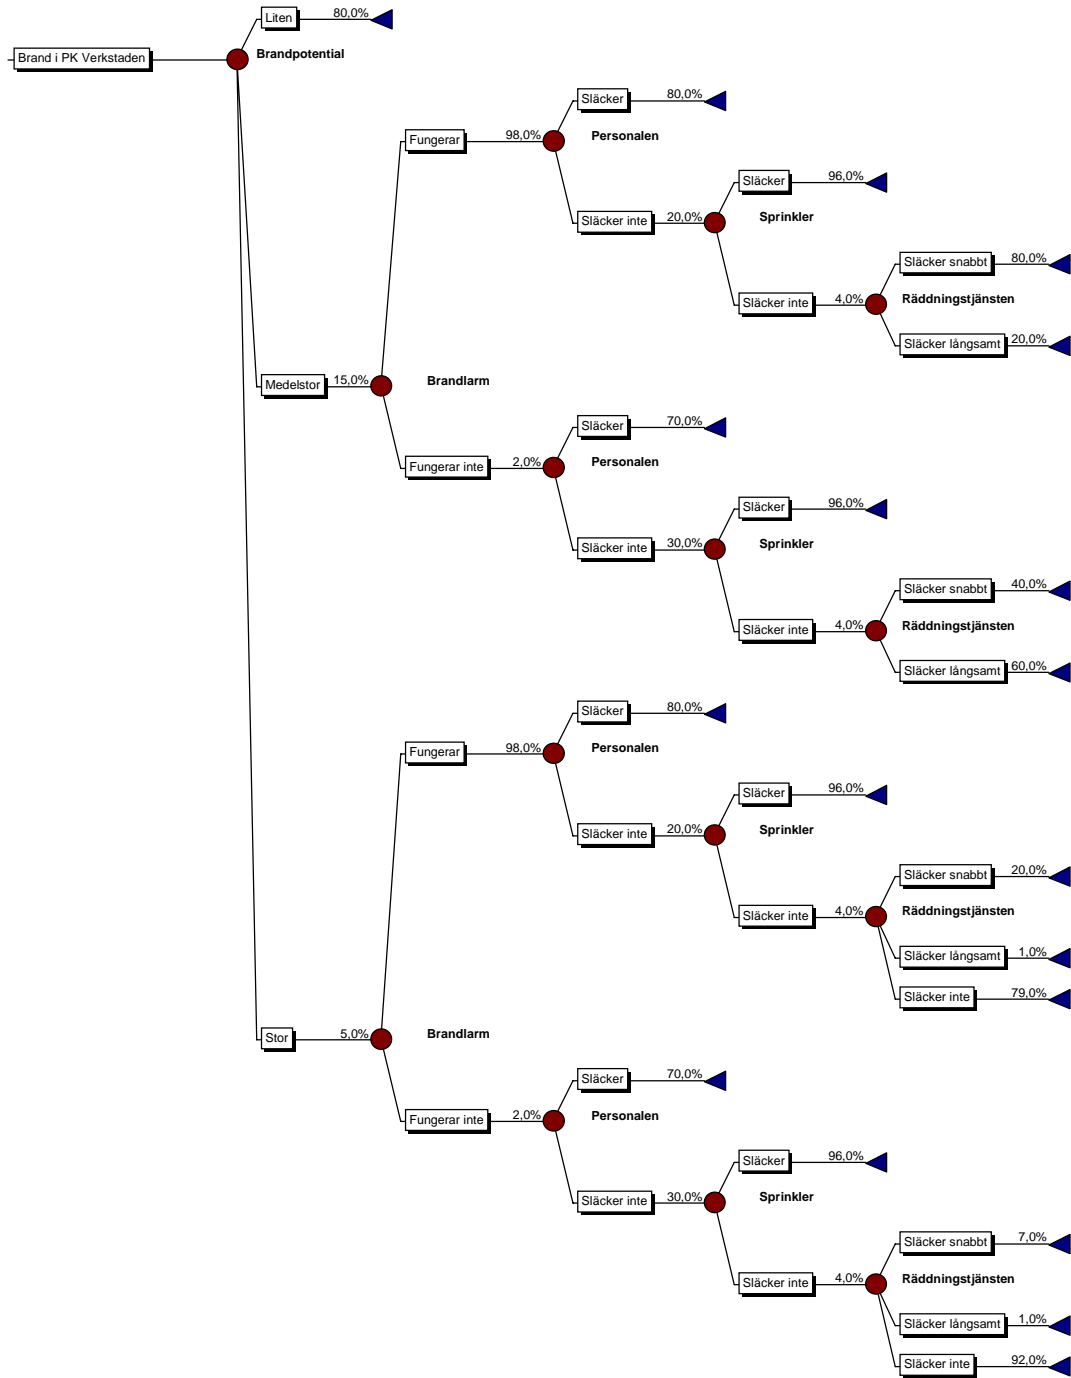 Liten 80,0%
Brand i PK Verkstaden Brandpotential
Släcker 80,0%
Fungerar 98,0% Personalen
Släcker 96,0%
Släcker inte 20,0% Sprinkler
Släcker snabbt 80,0%
Släcker inte 4,0% Räddningstjänsten
Släcker långsamt 20,0%
Medelstor 15,0% Brandlarm
Släcker 70,0%
Fungerar inte 2,0% Personalen
Släcker 96,0%
Släcker inte 30,0% Sprinkler
Släcker snabbt 40,0%
Släcker inte 4,0% Räddningstjänsten
Släcker långsamt 60,0%
Släcker 80,0%
Fungerar 98,0% Personalen
Släcker 96,0%
Släcker inte 20,0% Sprinkler
Släcker snabbt 20,0%
Släcker inte 4,0% Räddningstjänsten
Släcker långsamt 1,0%
Släcker inte 79,0%
Stor 5,0% Brandlarm
Släcker 70,0%
Fungerar inte 2,0% Personalen
Släcker 96,0%
Släcker inte 30,0% Sprinkler
Släcker snabbt 7,0%
Släcker inte 4,0% Räddningstjänsten
Släcker långsamt 1,0%
Släcker inte 92,0%